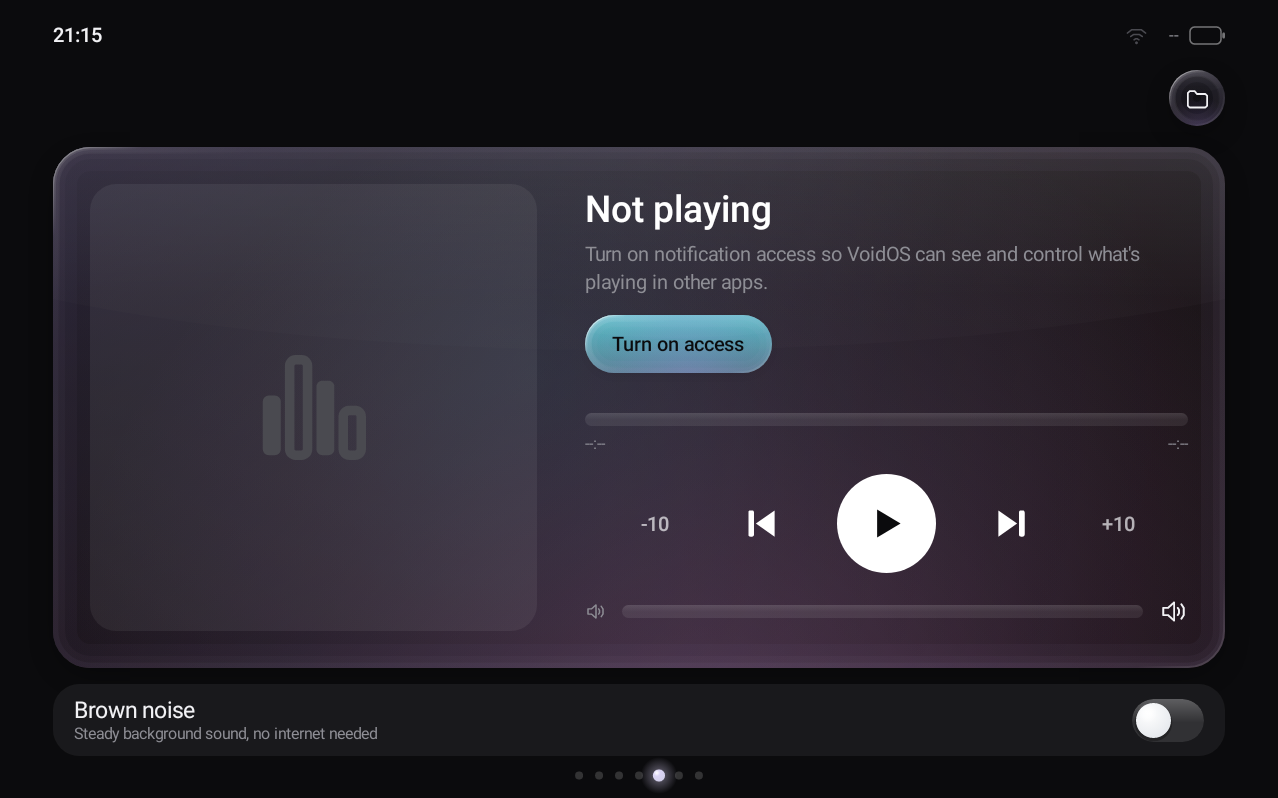 21:15
--
Not playing
Turn on notification access so VoidOS can see and control what's
playing in other apps.
Turn on access
--:--
--:--
-10
+10
Brown noise
Steady background sound, no internet needed